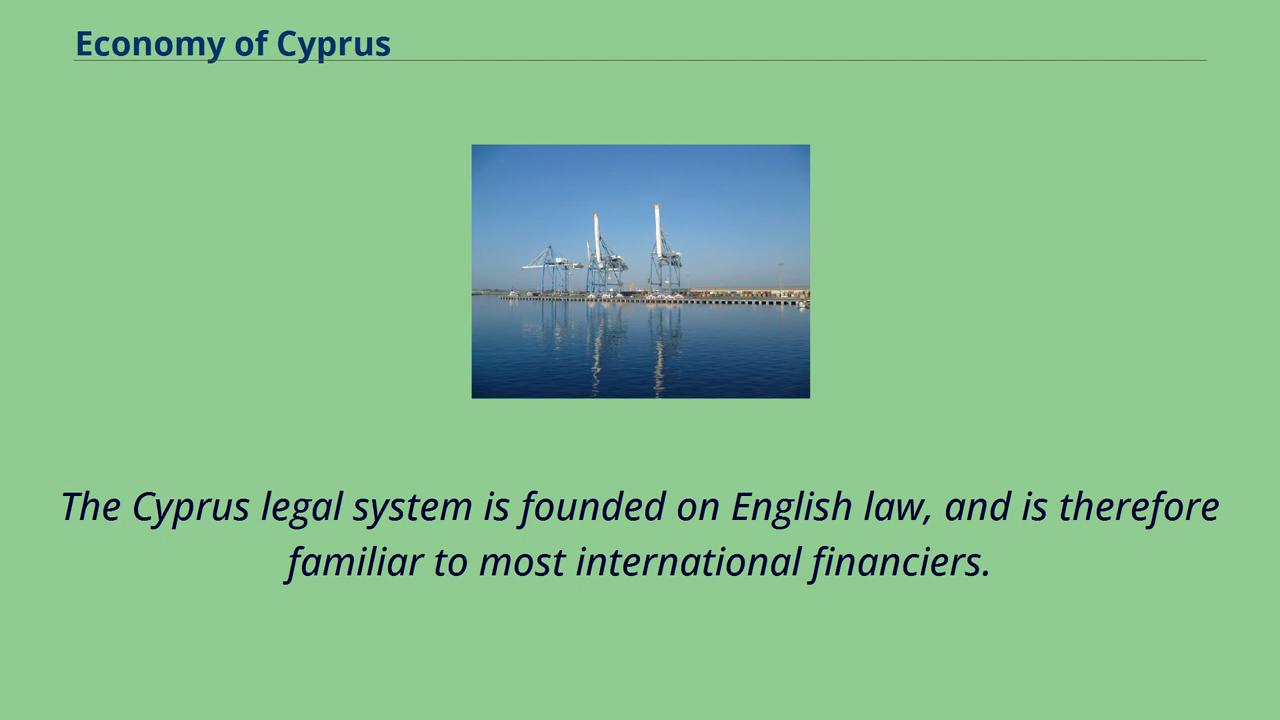 Economy of Cyprus
The Cyprus legal system is founded on English law, and is therefore
familiar to most international financiers.